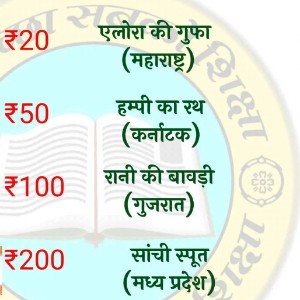 ₹20 एलोरा की गुफा
(महाराष्ट्र)
₹50 हम्पी का रथ
(कर्नाटक)
₹100 रानी की बावड़ी
(गुजरात)
₹200 सांची स्पूत
(मध्य प्रदेश)